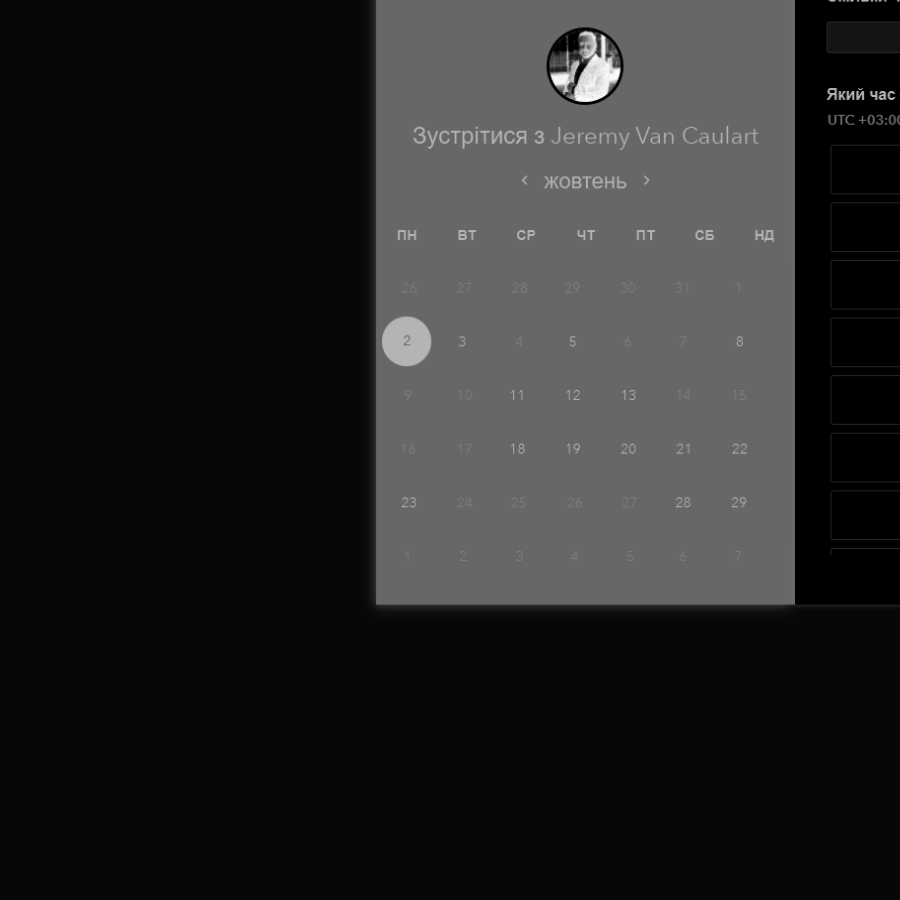 Який час
UTC +03:00
Зустрітися з Jeremy Van Caulart
жовтень
ПН ВТ СР ЧТ ПТ СБ НД
26 27 28 29 30 31 1
2 3 4 5 6 7 8
9 10 11 12 13 14 15
16 17 18 19 20 21 22
23 24 25 26 27 28 29
1 2 3 4 5 6 7